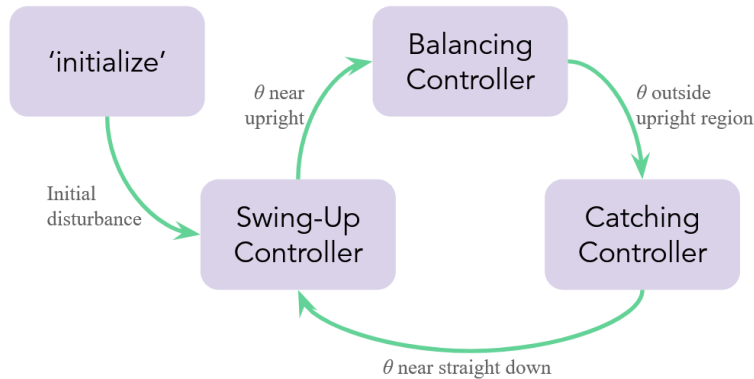 ‘initialize’
Balancing
Controller
θ near
upright
θ outside
upright region
Initial
disturbance
Swing-Up
Controller
Catching
Controller
θ near straight down